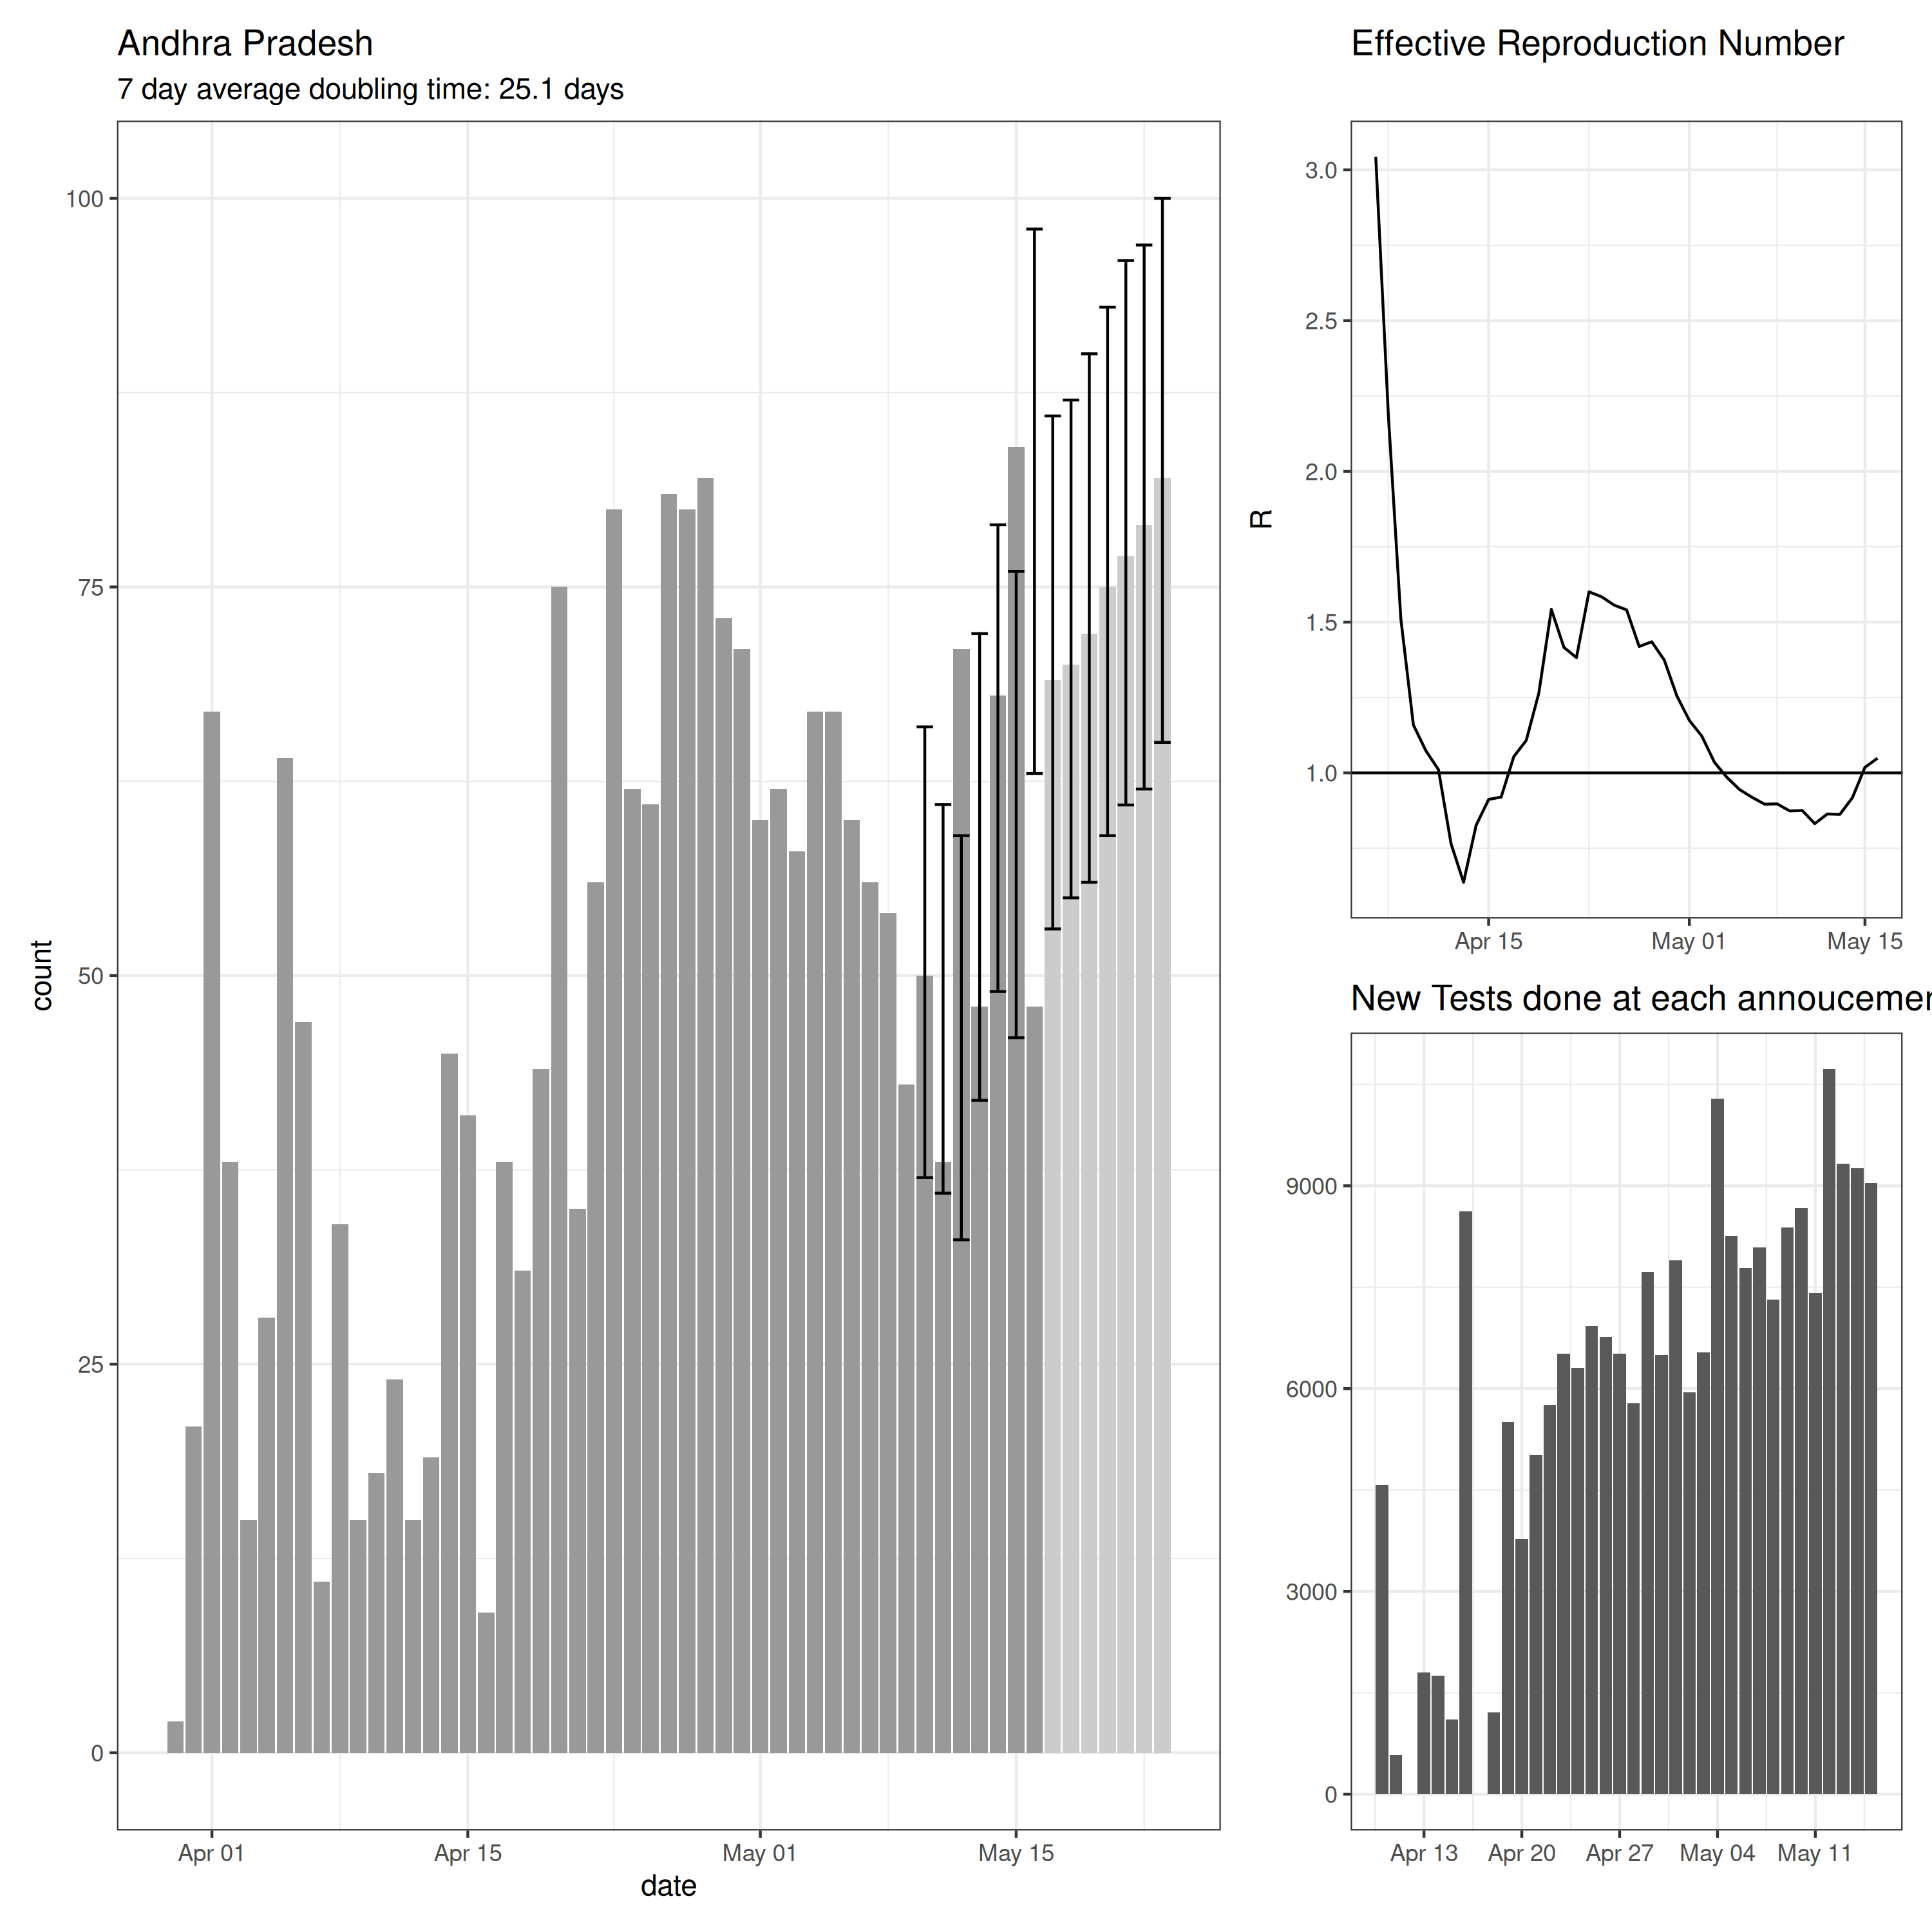 Andhra Pradesh
7 day average doubling time: 25.1 days
100
75
50
25
0
count
Apr 01
Apr 15
May 01
May 15
date
Effective Reproduction Number
3.0
2.5
2.0
1.5
1.0
R
Apr 15
May 01
May 15
New Tests done at each annoucemen
9000
6000
3000
0
Apr 13
Apr 20
Apr 27
May 04
May 11